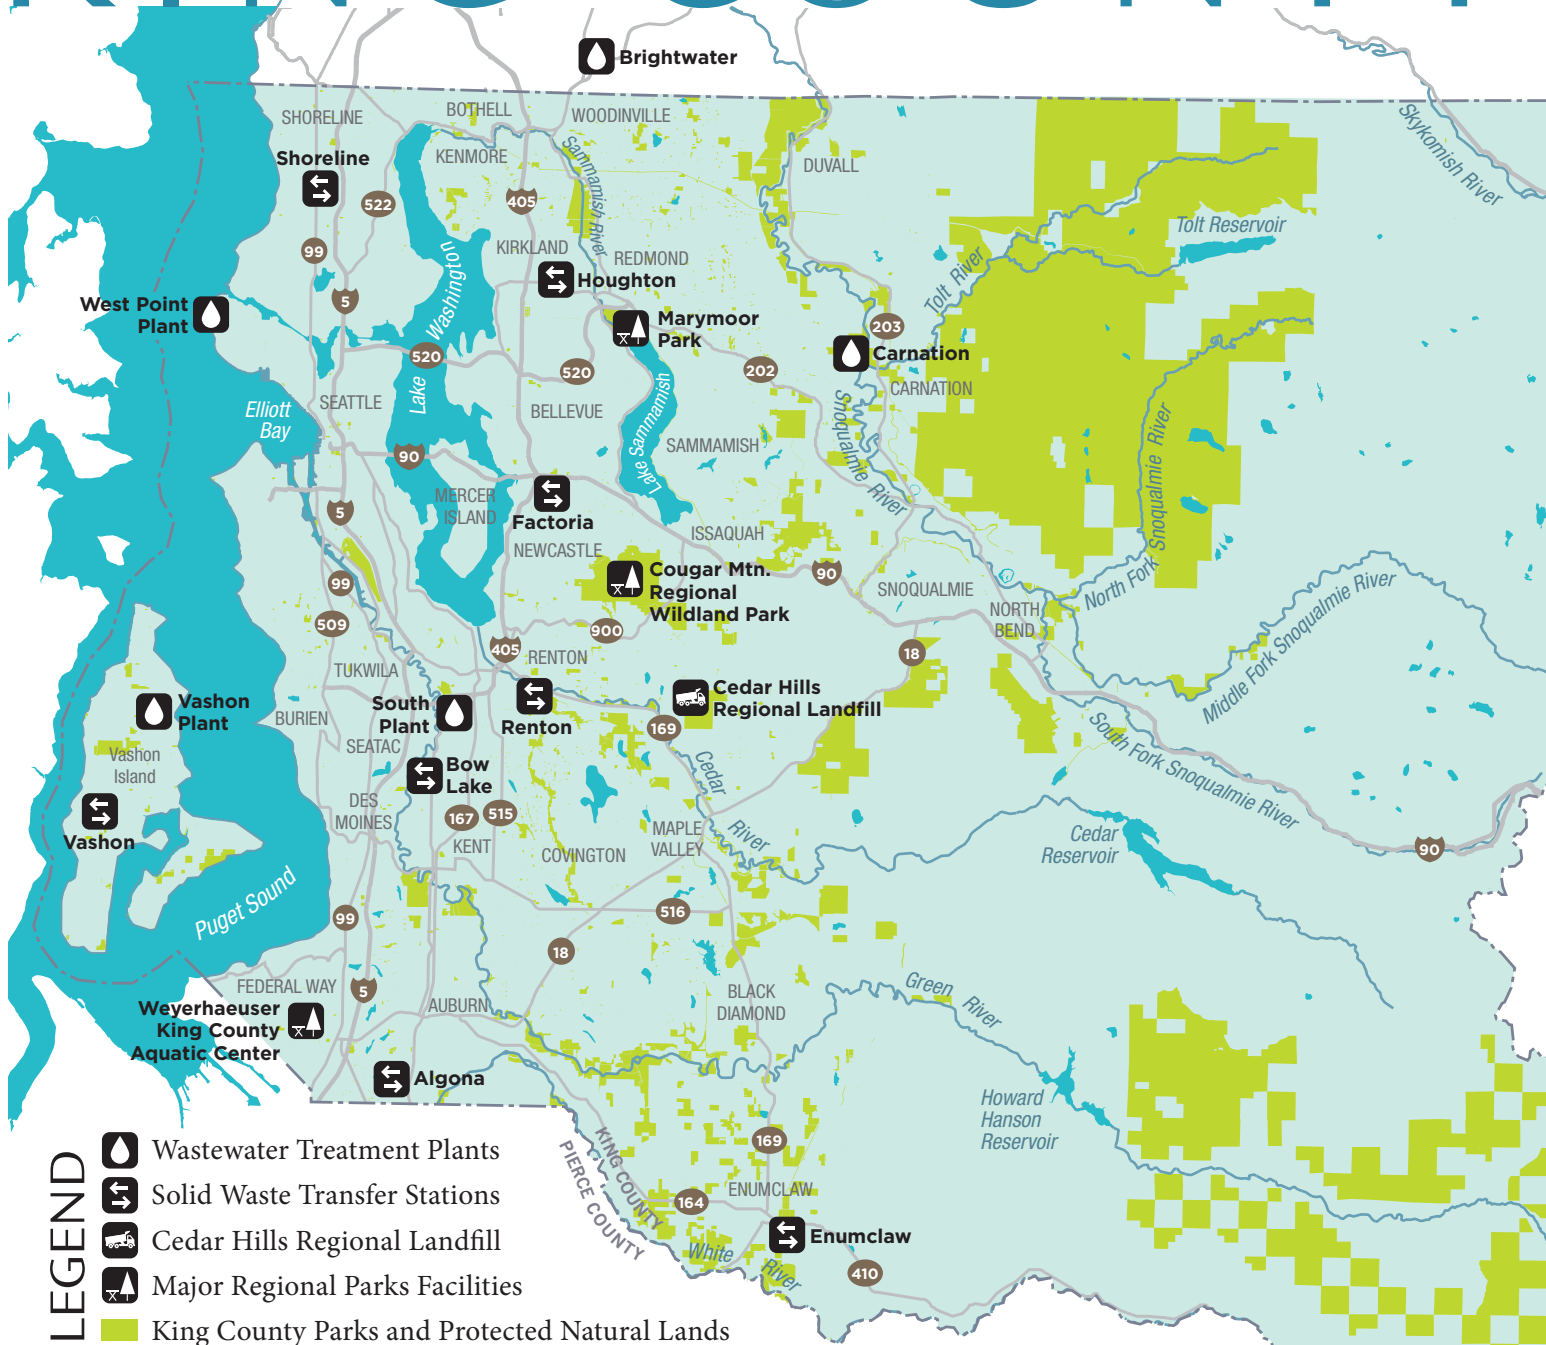 KING COUNTY
Brightwater
SHORELINE
BOTHELL
WOODINVILLE
KENMORE
Shoreline
DUVALL
Skykomish River
Sammamish River
522
405
99
KIRKLAND
REDMOND
Tolt Reservoir
Tolt River
Houghton
West Point
Plant
5
Lake Washington
Marymoor
Park
203
Carnation
520
520
202
CARNATION
SEATTLE
BELLEVUE
Elliott
Bay
Lake Sammamish
SAMMAMISH
Snoqualmie River
North Fork Snoqualmie River
90
MERCER
ISLAND
Factoria
5
NEWCASTLE
ISSAQUAH
Cougar Mtn.
Regional
Wildland Park
90
SNOQUALMIE
NORTH
BEND
Middle Fork Snoqualmie River
99
509
900
405
RENTON
18
TUKWILA
Vashon
Plant
BURIEN
South
Plant
Renton
Cedar Hills
Regional Landfill
169
South Fork Snoqualmie River
SEATAC
Vashon
Island
Bow
Lake
Cedar River
DES
MOINES
167
515
Vashon
KENT
COVINGTON
MAPLE
VALLEY
Cedar
Reservoir
90
Puget Sound
99
516
18
FEDERAL WAY
5
AUBURN
BLACK
DIAMOND
Green River
Weyerhaeuser
King County
Aquatic Center
Algona
Howard
Hanson
Reservoir
169
KING COUNTY
PIERCE COUNTY
164
ENUMCLAW
Enumclaw
White River
410
LEGEND
Wastewater Treatment Plants
Solid Waste Transfer Stations
Cedar Hills Regional Landfill
Major Regional Parks Facilities
King County Parks and Protected Natural Lands